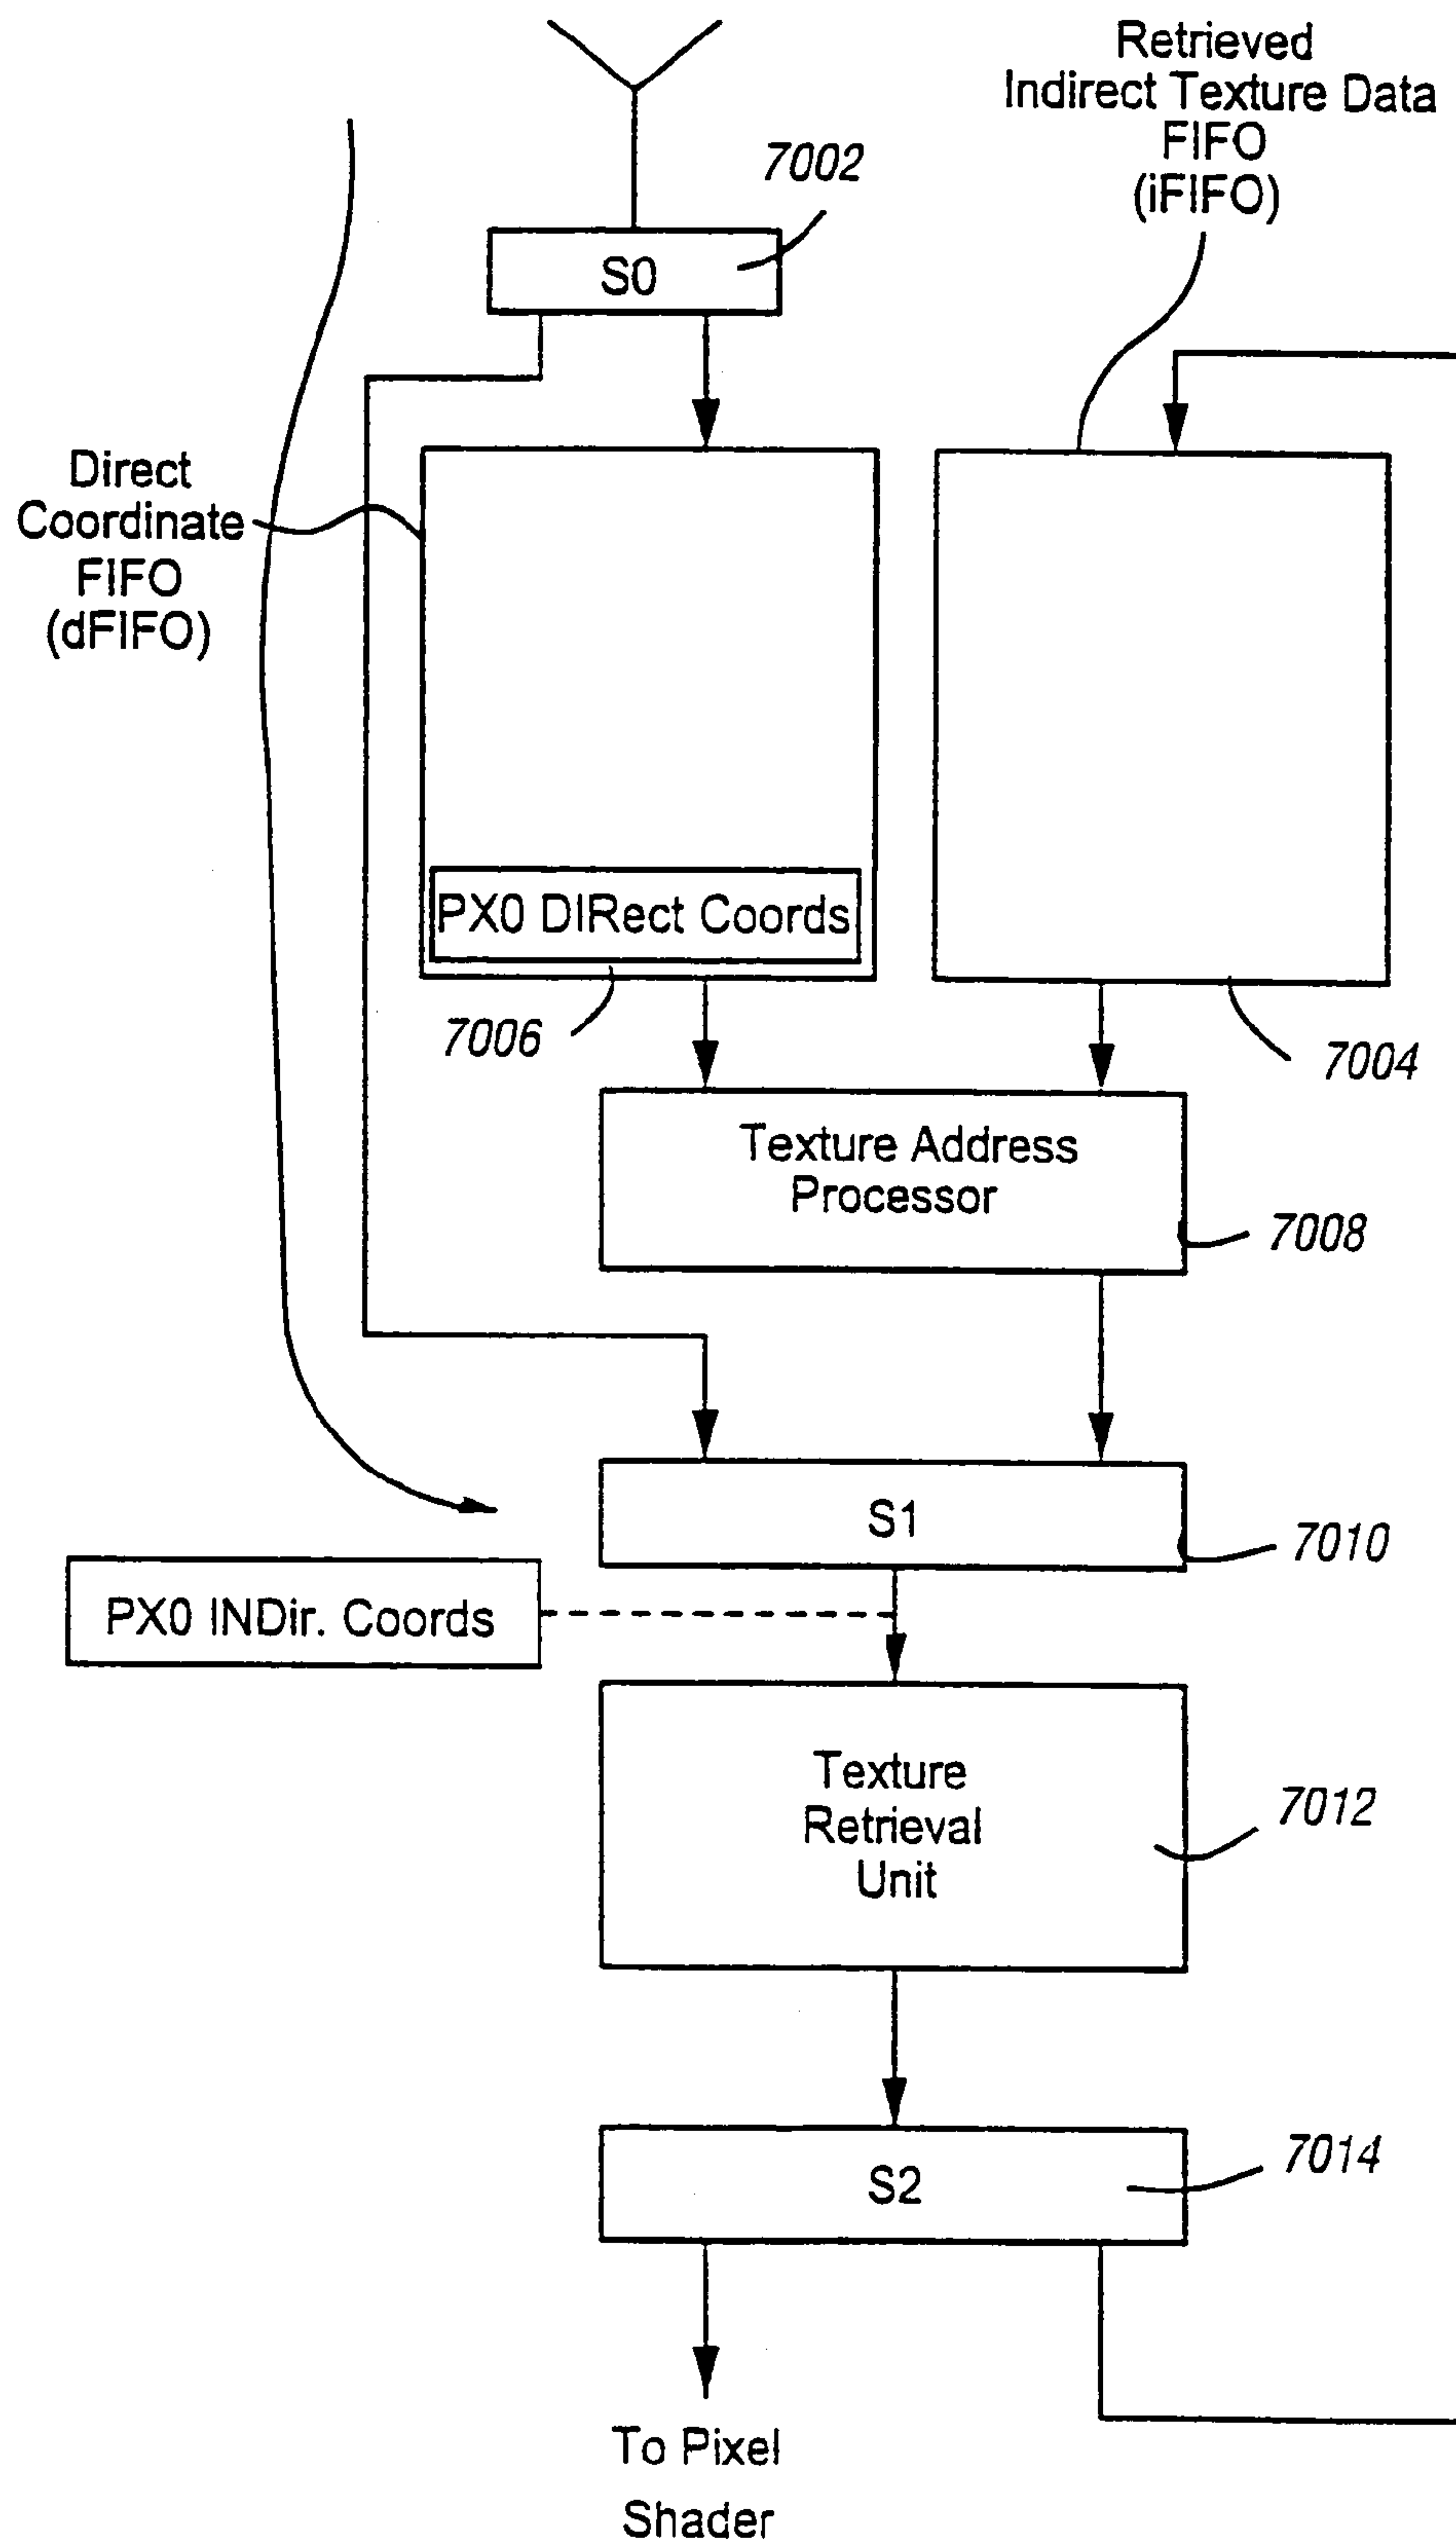 Retrieved
Indirect Texture Data
FIFO
(iFIFO)
7002
S0
Direct
Coordinate
FIFO
(dFIFO)
PX0 DIRect Coords
7006
7004
Texture Address
Processor
7008
S1
7010
PX0 INDir. Coords
Texture
Retrieval
Unit
7012
S2
7014
To Pixel
Shader